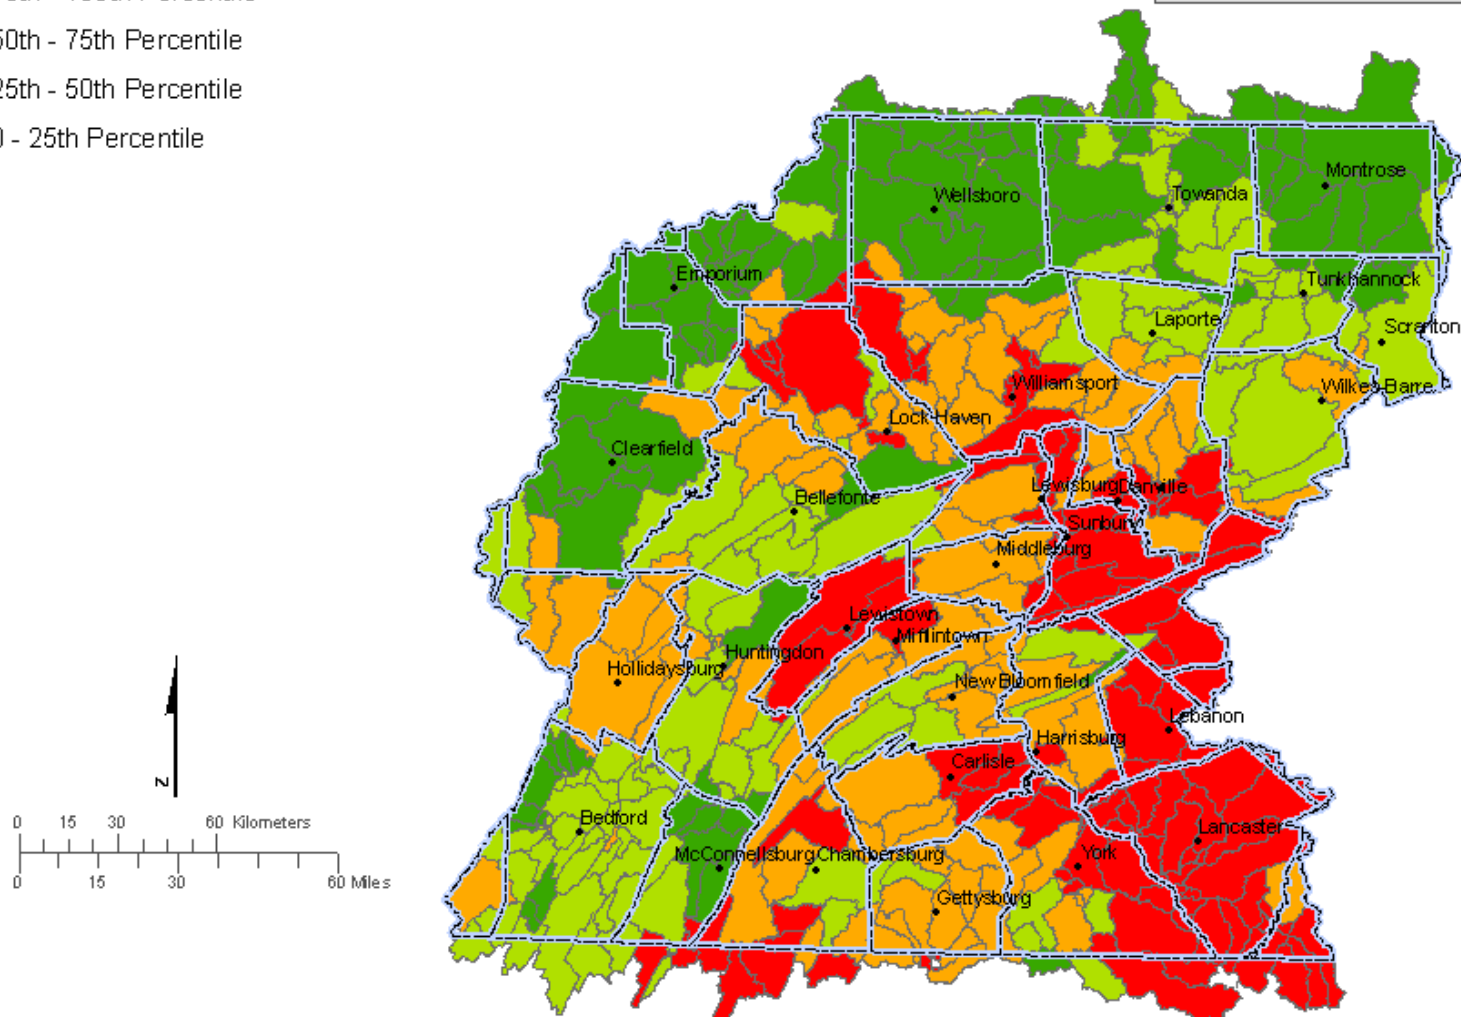 50th - 75th Percentile
25th - 50th Percentile
0 - 25th Percentile
Montrose
Wellsboro
Towanda
Emporium
Tunkhannock
Laporte
Scranton
Williamsport
Wilkes-Barre
Lock Haven
Clearfield
Bellefonte
Lewisburg
Danville
Sunbury
Middleburg
Lewistown
Mifflintown
Huntingdon
Hollidaysburg
New Bloomfield
Lebanon
Harrisburg
Carlisle
Bedford
Lancaster
McConnellsburg
Chambersburg
York
Gettysburg
N
0 15 30 60 Kilometers
0 15 30 60 Miles